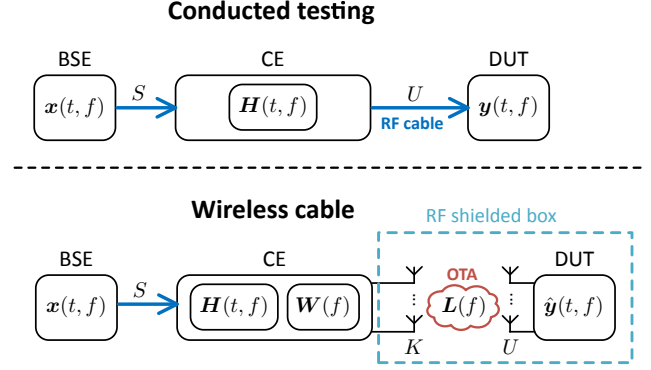 Conducted testing
BSE CE DUT
x(t, f) S H(t, f) U y(t, f)
RF cable
Wireless cable
RF shielded box
BSE CE DUT
OTA
x(t, f) S H(t, f) W(f) ⋮ L(f) ⋮ ŷ(t, f)
K U